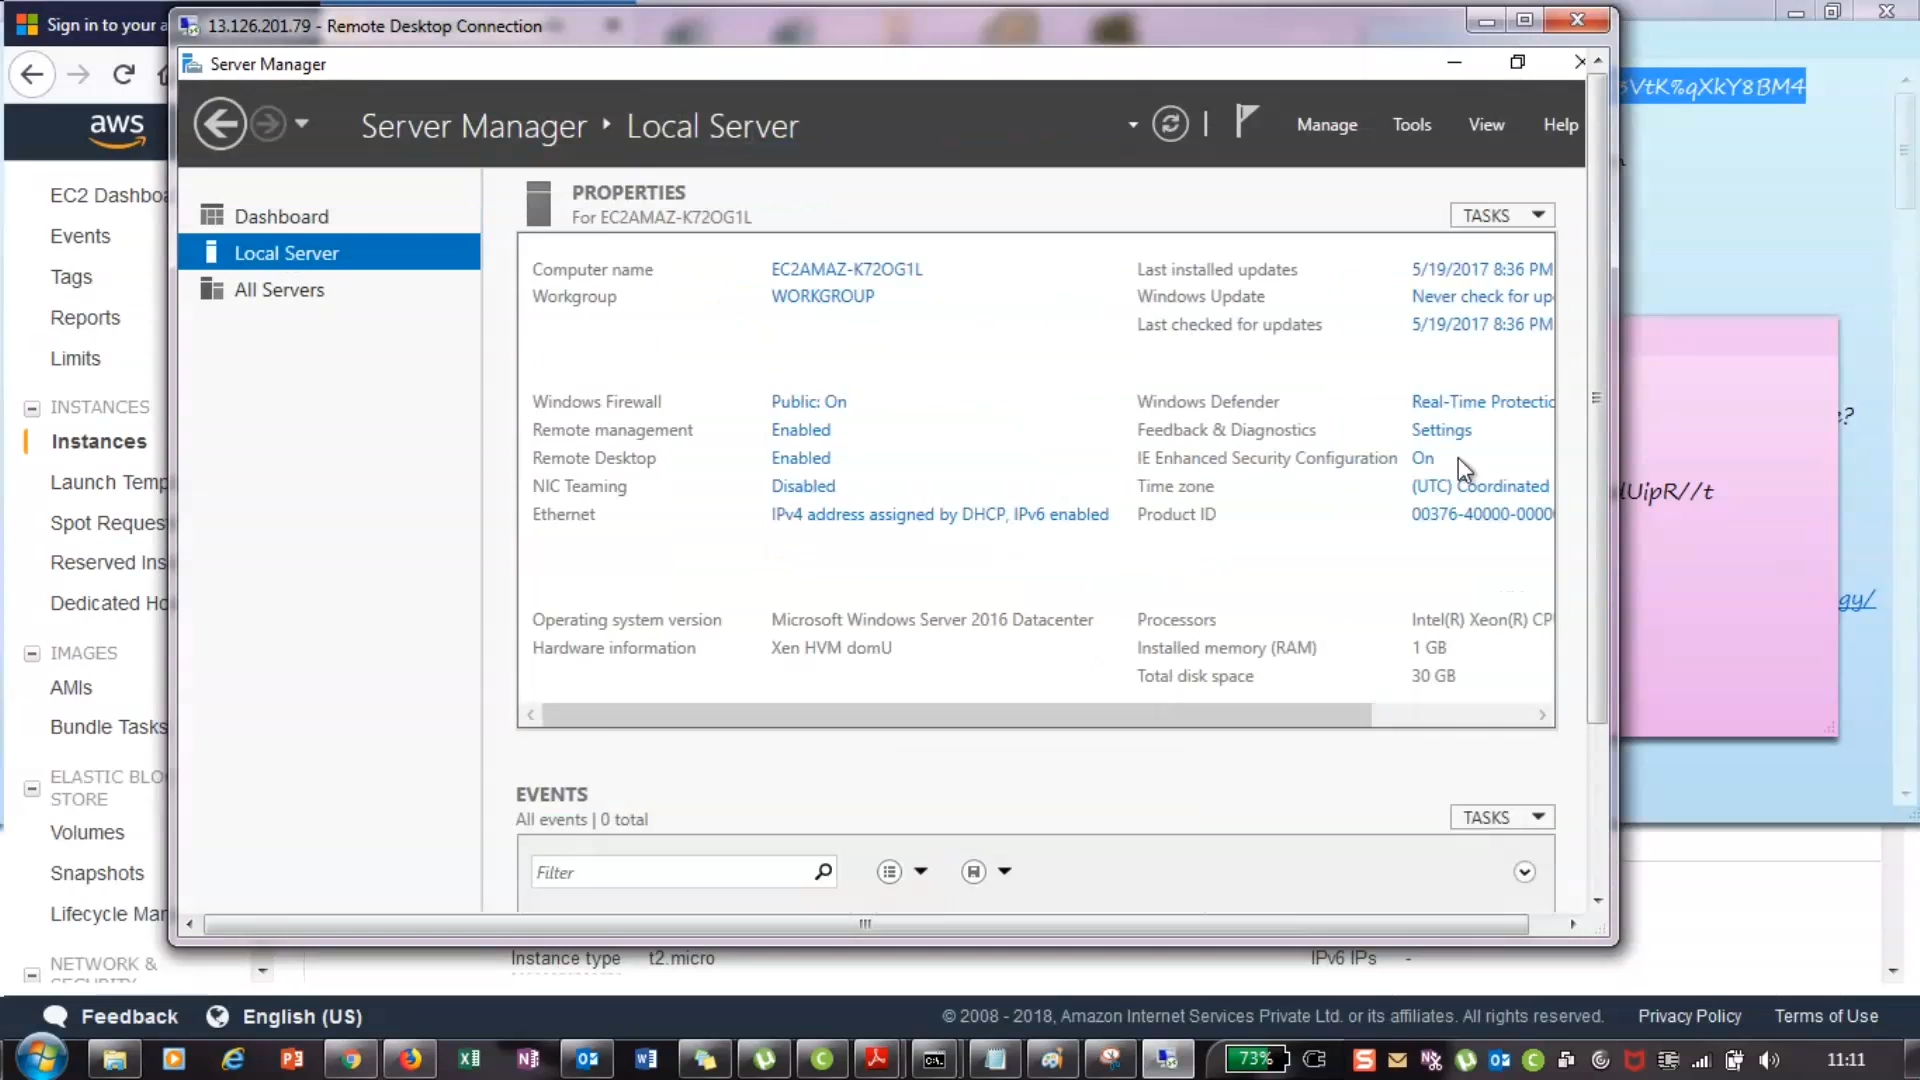 Sign in to your a
13.126.201.79 - Remote Desktop Connection
Server Manager
VtK%qXkY8BM4
aws
Server Manager ‣ Local Server
Manage Tools View Help
EC2 Dashboa
Events
Tags
Reports
Limits
INSTANCES
Instances
Launch Temp
Spot Reques
Reserved Ins
Dedicated Ho
IMAGES
AMIs
Bundle Tasks
ELASTIC BLO
STORE
Volumes
Snapshots
Lifecycle Man
NETWORK &
SECURITY
Dashboard
Local Server
All Servers
PROPERTIES
For EC2AMAZ-K72OG1L
TASKS
Computer name EC2AMAZ-K72OG1L Last installed updates 5/19/2017 8:36 PM
Workgroup WORKGROUP Windows Update Never check for up
Last checked for updates 5/19/2017 8:36 PM
Windows Firewall Public: On Windows Defender Real-Time Protectio
Remote management Enabled Feedback & Diagnostics Settings
Remote Desktop Enabled IE Enhanced Security Configuration On
NIC Teaming Disabled Time zone (UTC) Coordinated
Ethernet IPv4 address assigned by DHCP, IPv6 enabled Product ID 00376-40000-0000
Operating system version Microsoft Windows Server 2016 Datacenter Processors Intel(R) Xeon(R) CP
Hardware information Xen HVM domU Installed memory (RAM) 1 GB
Total disk space 30 GB
EVENTS
All events | 0 total
TASKS
Filter
?
UipR//t
gy/
Instance type t2.micro IPv6 IPs -
Feedback English (US) © 2008 - 2018, Amazon Internet Services Private Ltd. or its affiliates. All rights reserved. Privacy Policy Terms of Use
73% 11:11